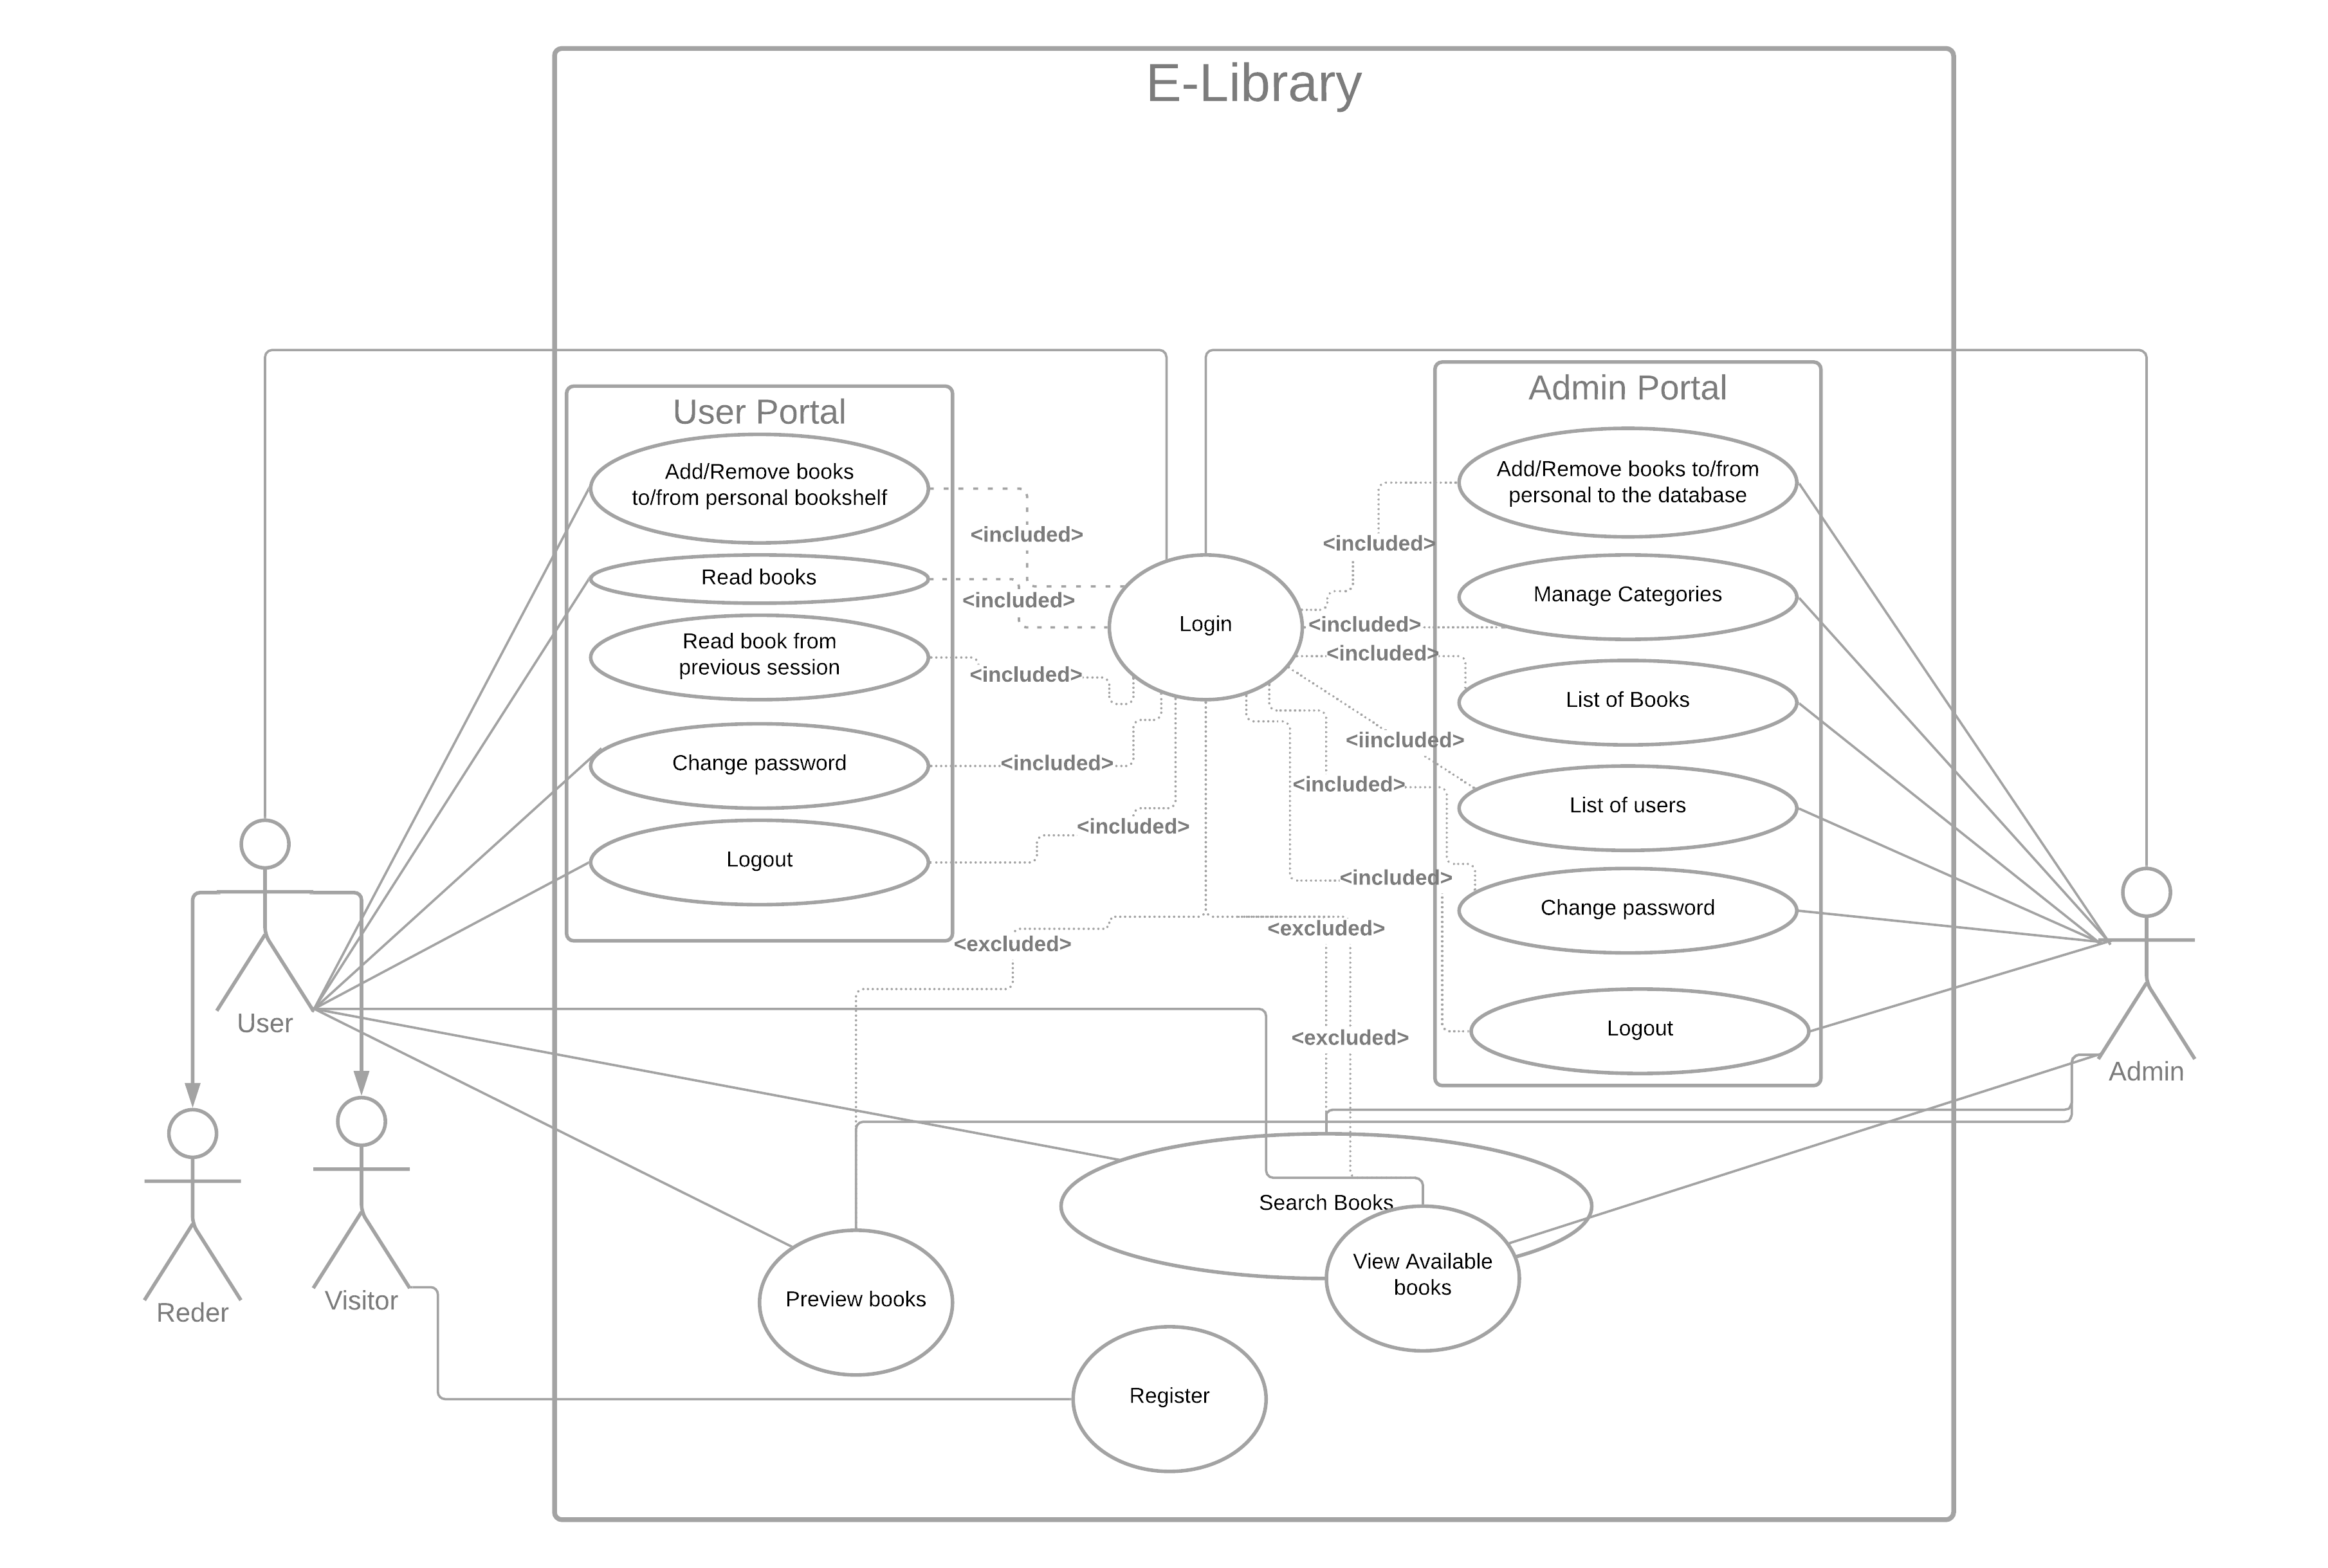 E-Library
User Portal
Add/Remove books
to/from personal bookshelf
Read books
Read book from
previous session
Change password
Logout
<included>
<included>
<included>
<included>
<included>
Login
<included>
<included>
<included>
<iincluded>
<included>
<included>
<excluded>
<excluded>
<excluded>
Admin Portal
Add/Remove books to/from
personal to the database
Manage Categories
List of Books
List of users
Change password
Logout
User
Admin
Reder
Visitor
Search Books
View Available
books
Preview books
Register